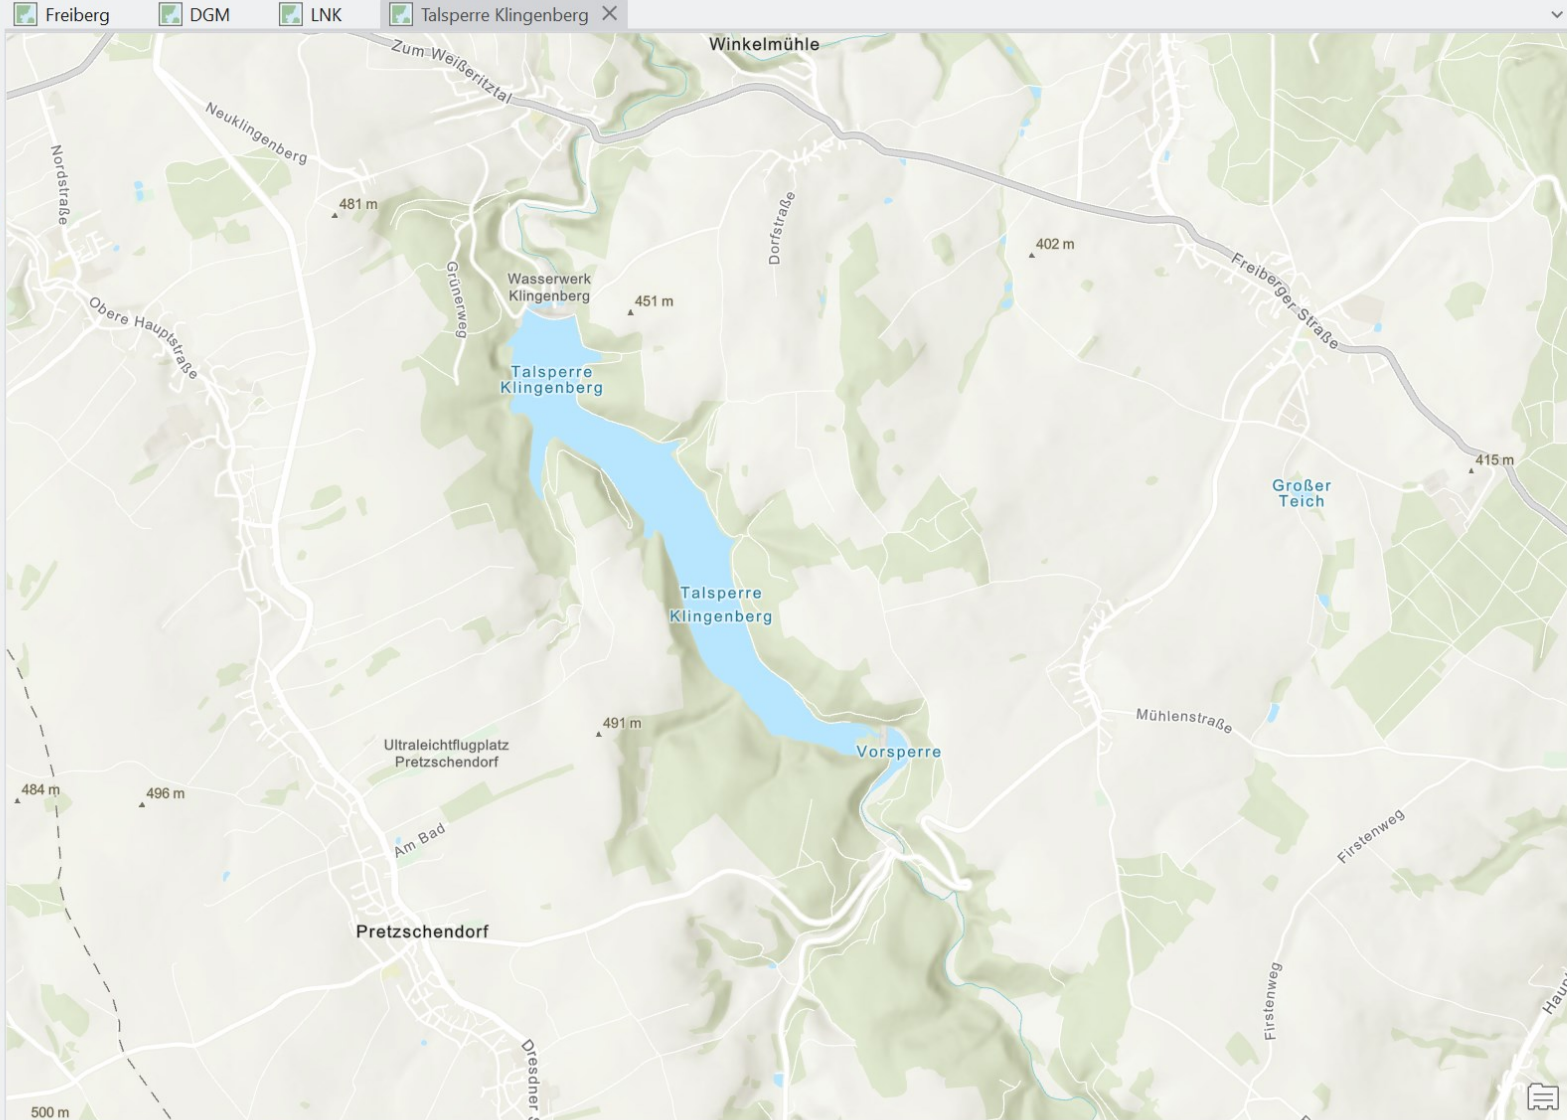 Freiberg
DGM
LNK
Talsperre Klingenberg
Winkelmühle
Zum Weißeritztal
Neuklingenberg
Nordstraße
481 m
Dorfstraße
402 m
Grünerweg
Wasserwerk
Klingenberg
451 m
Freiberger Straße
Obere Hauptstraße
Talsperre
Klingenberg
415 m
Großer
Teich
Talsperre
Klingenberg
491 m
Mühlenstraße
Ultraleichtflugplatz
Pretzschendorf
Vorsperre
484 m
496 m
Am Bad
Firstenweg
Pretzschendorf
Firstenweg
Haup
Dresdner S
500 m